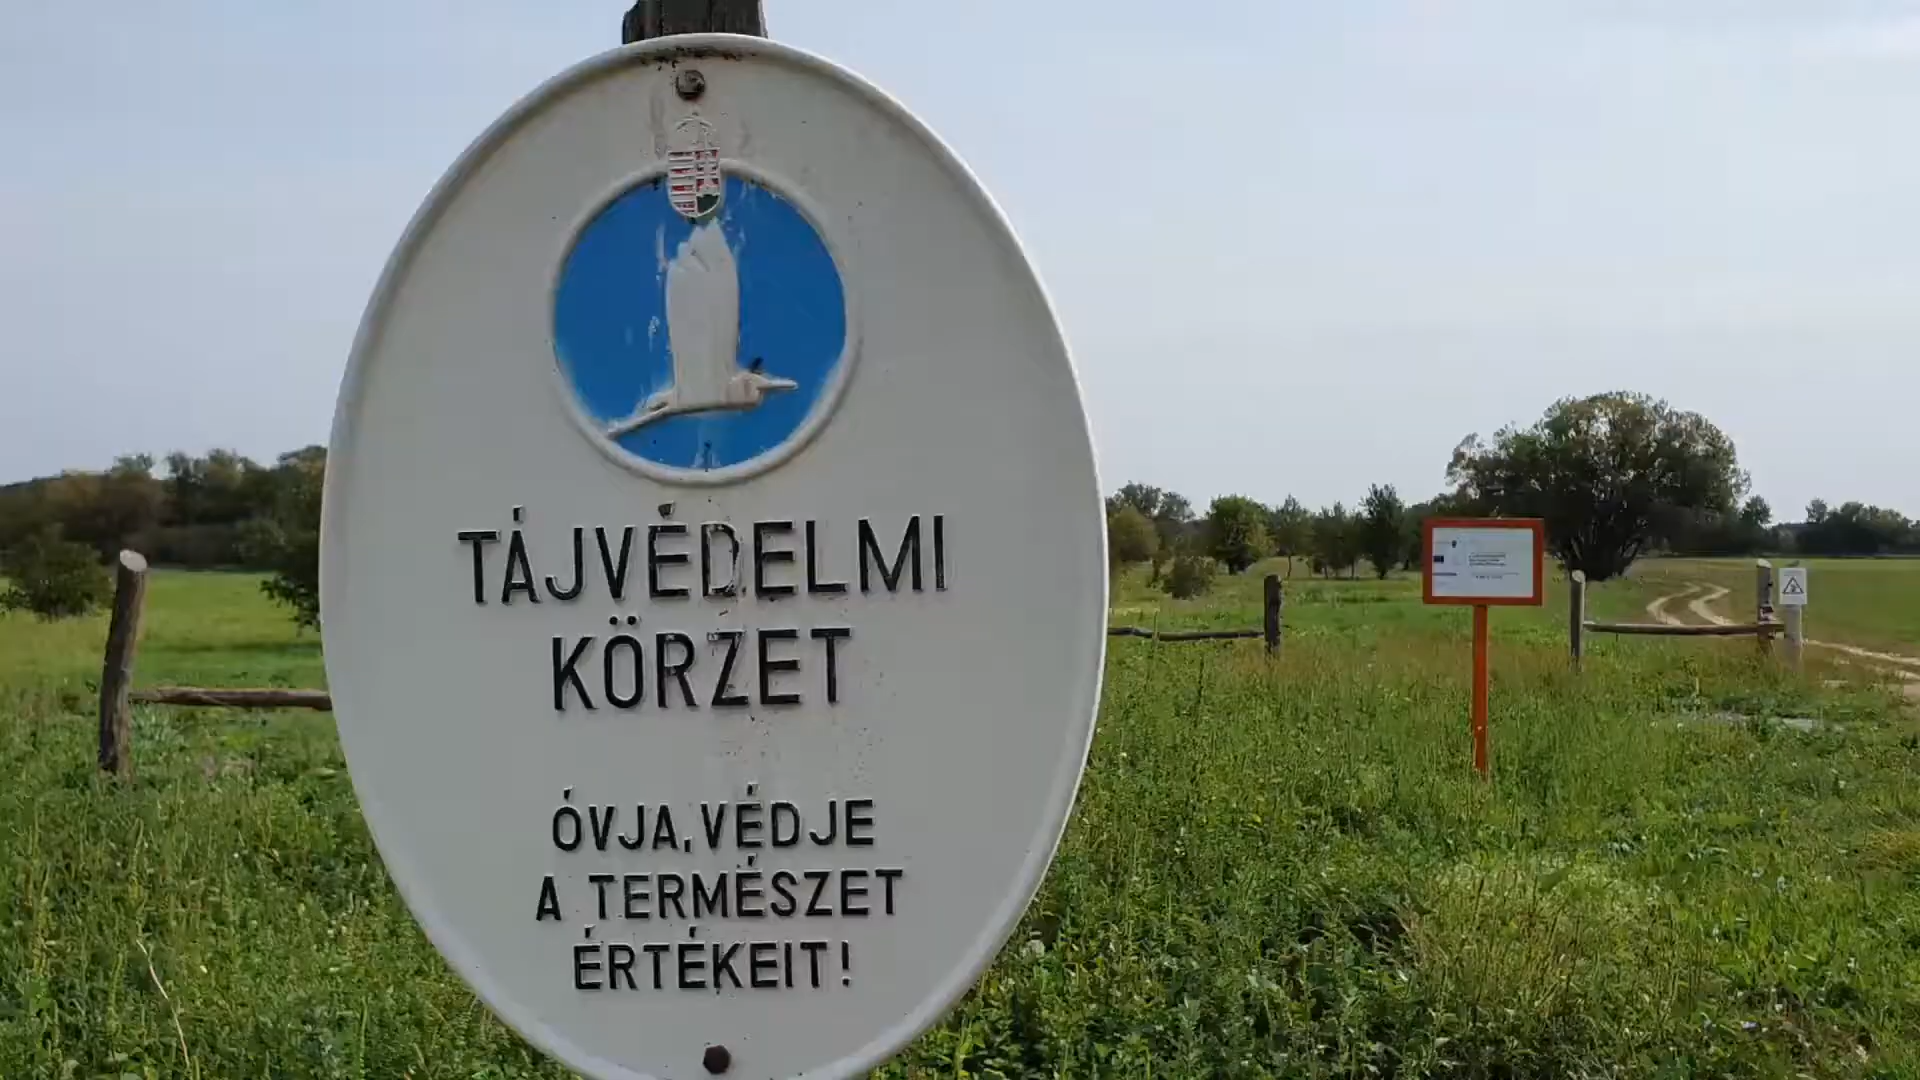 TÁJVÉDELMI
KÖRZET
ÓVJA, VÉDJE
A TERMÉSZET
ÉRTÉKEIT!